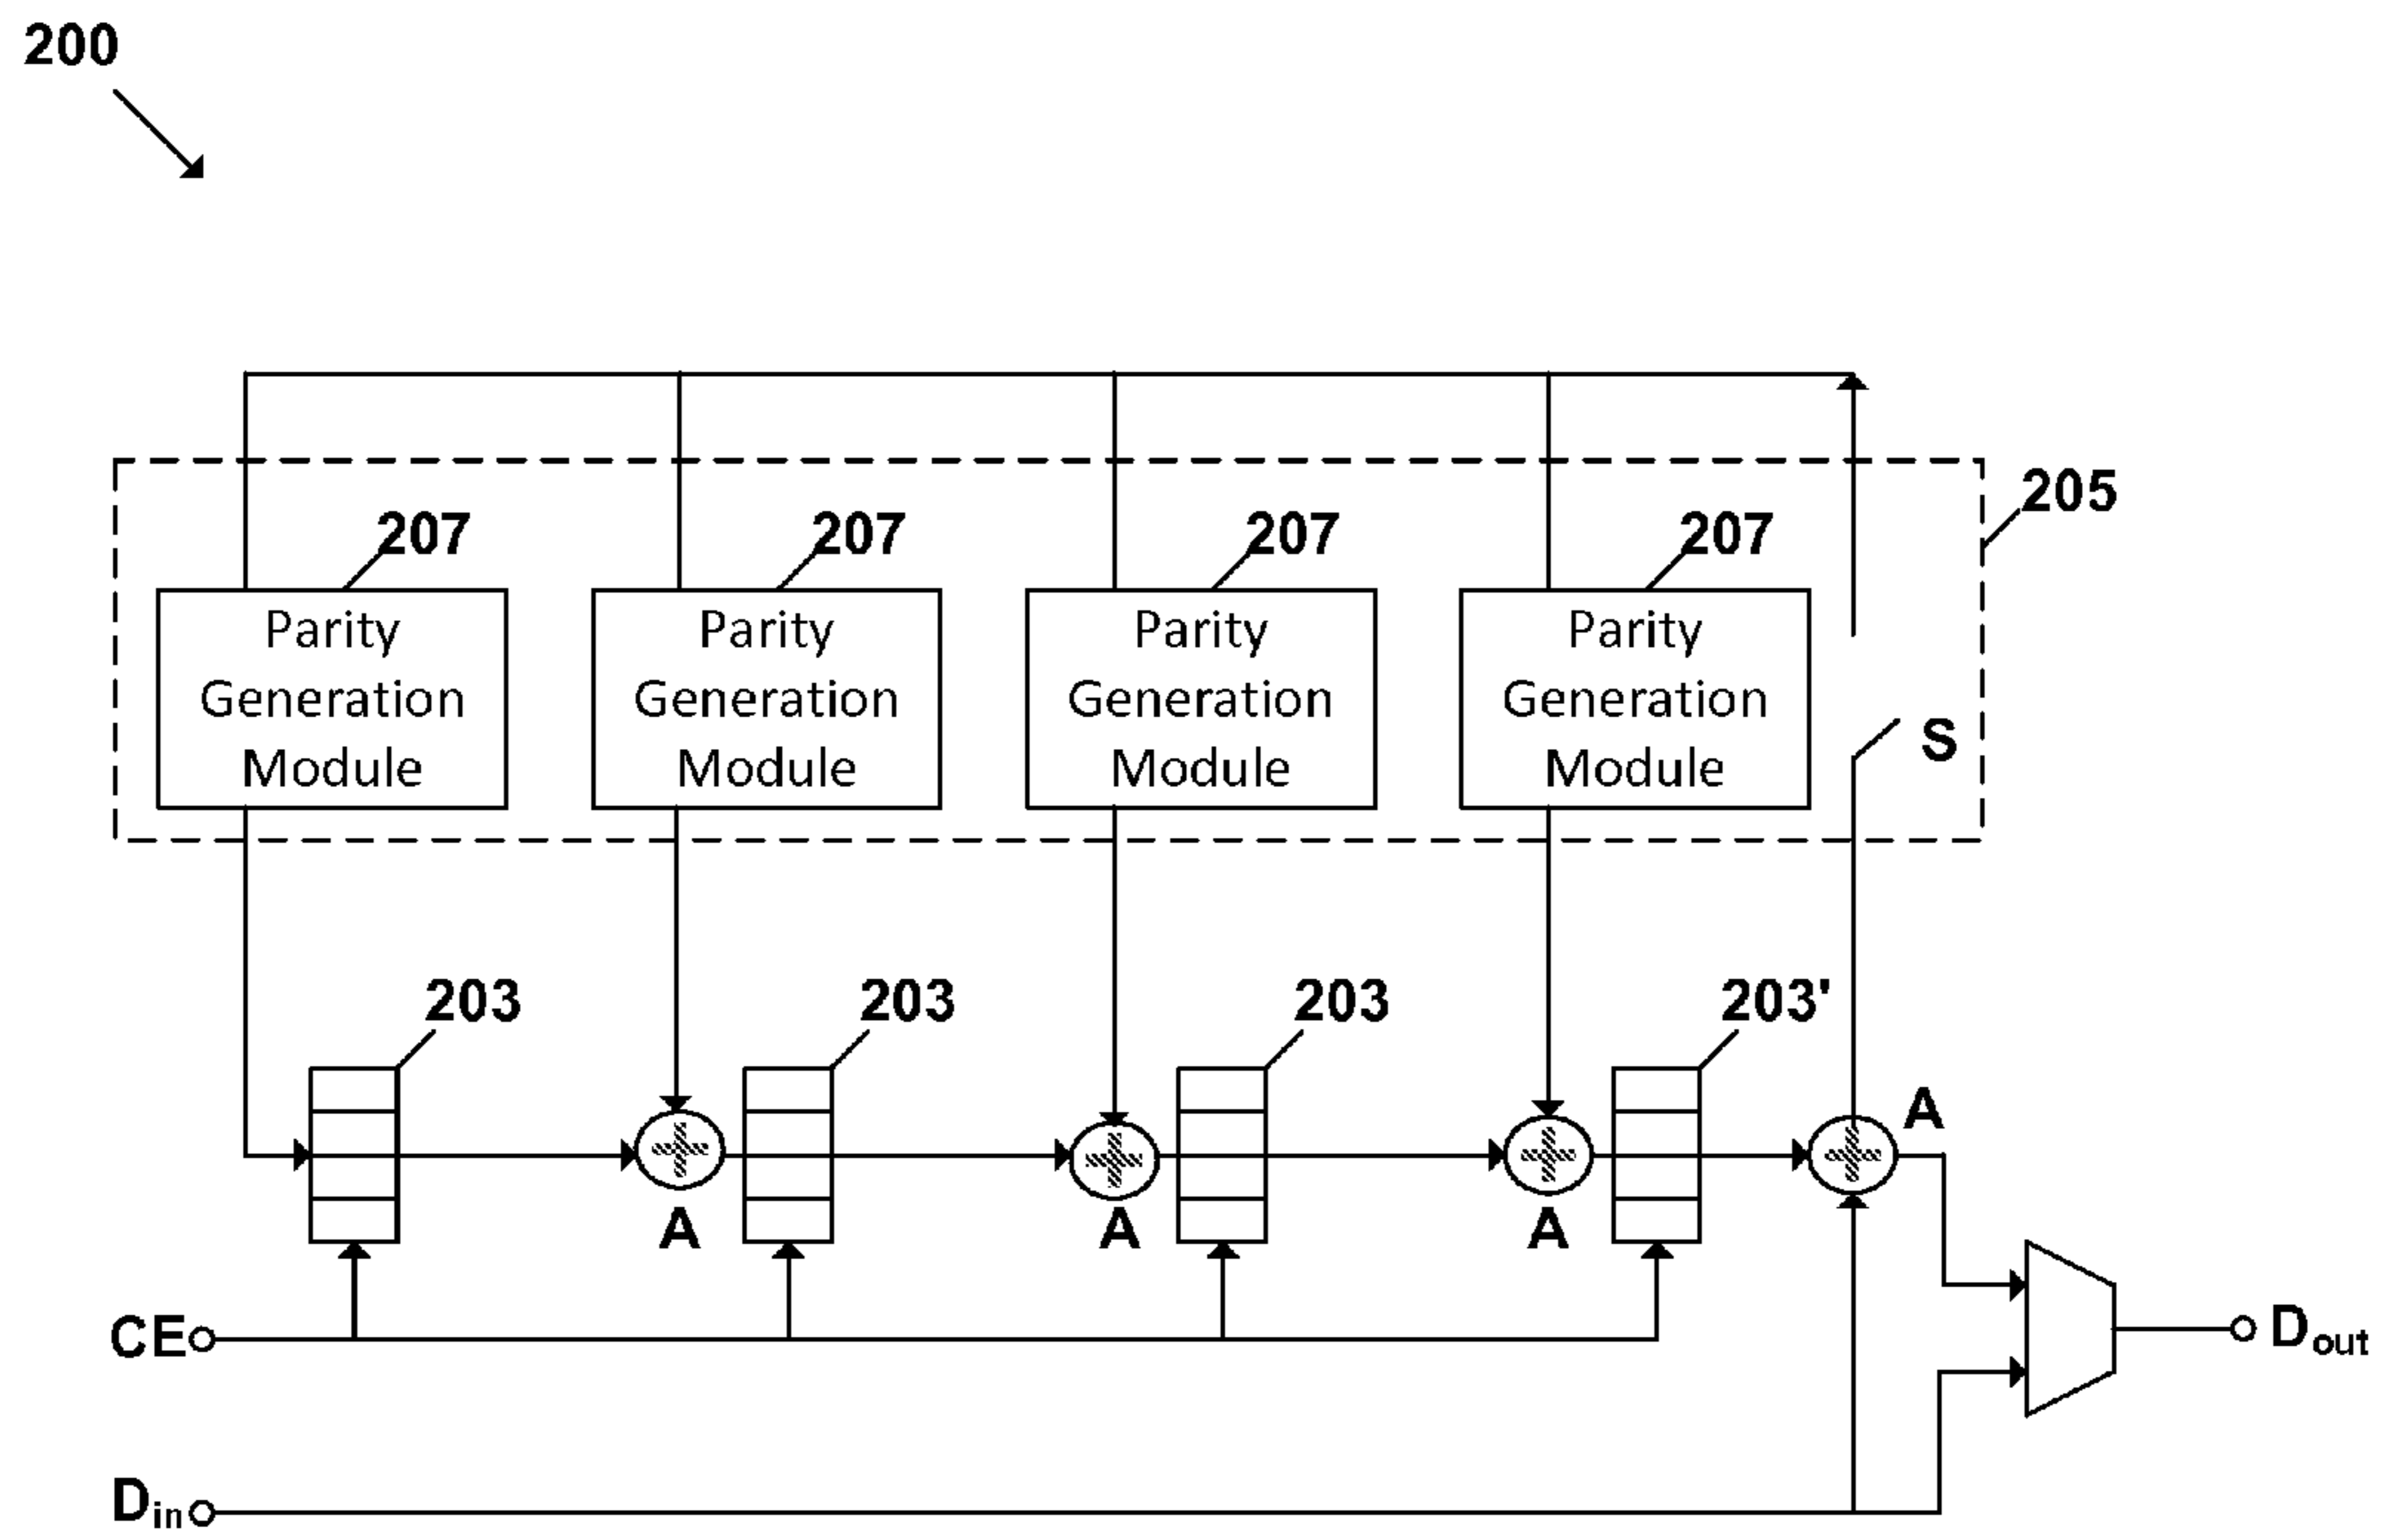 200
205
207 207 207 207
Parity Parity Parity Parity
Generation Generation Generation Generation S
Module Module Module Module
203 203 203 203'
A
A A A
CE
Dout
Din